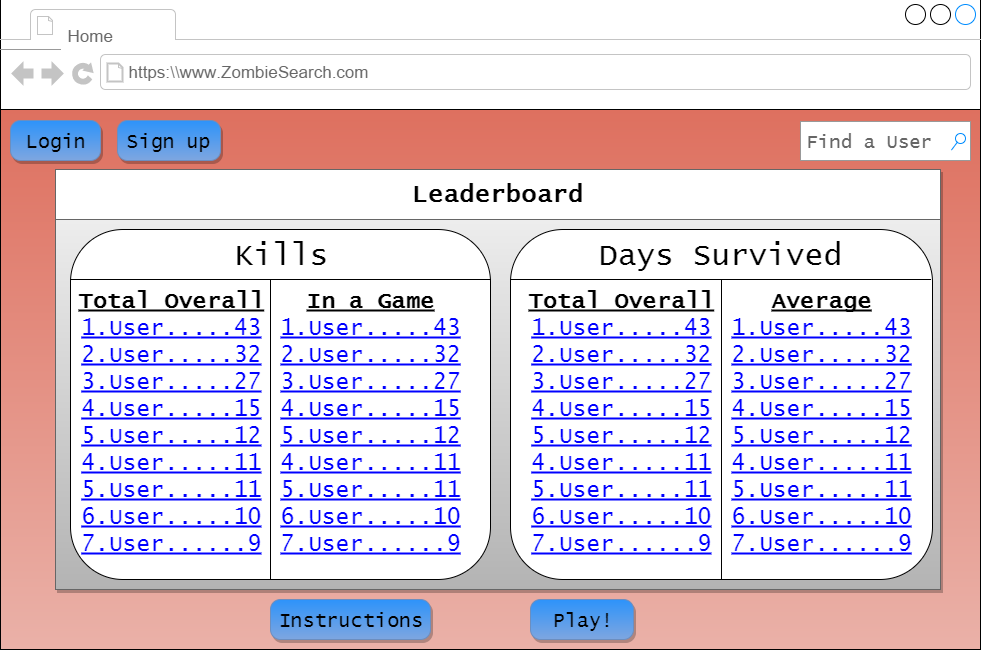 Home
https:\\www.ZombieSearch.com
Login
Sign up
Find a User
Leaderboard
Kills
Total Overall
1.User.....43
2.User.....32
3.User.....27
4.User.....15
5.User.....12
4.User.....11
5.User.....11
6.User.....10
7.User......9
In a Game
1.User.....43
2.User.....32
3.User.....27
4.User.....15
5.User.....12
4.User.....11
5.User.....11
6.User.....10
7.User......9
Days Survived
Total Overall
1.User.....43
2.User.....32
3.User.....27
4.User.....15
5.User.....12
4.User.....11
5.User.....11
6.User.....10
7.User......9
Average
1.User.....43
2.User.....32
3.User.....27
4.User.....15
5.User.....12
4.User.....11
5.User.....11
6.User.....10
7.User......9
Instructions
Play!